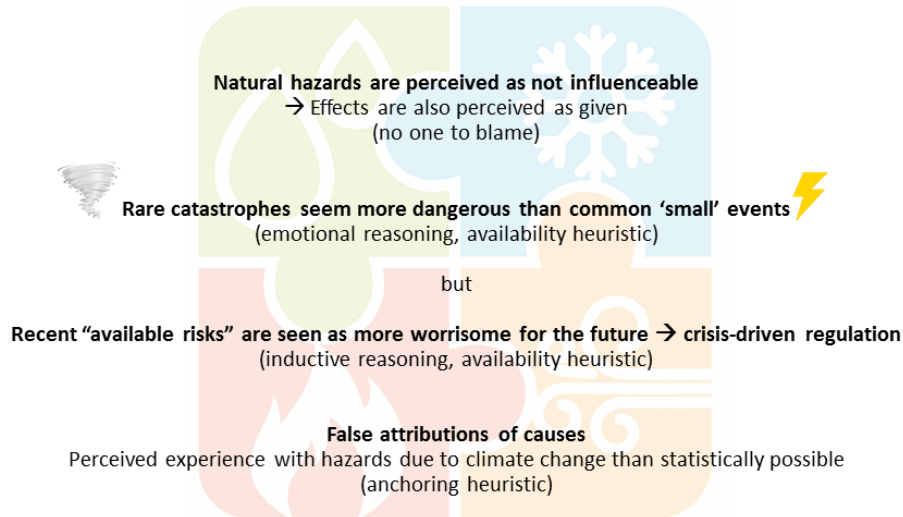 Natural hazards are perceived as not influenceable
→ Effects are also perceived as given
(no one to blame)
Rare catastrophes seem more dangerous than common ‘small’ events
(emotional reasoning, availability heuristic)
but
Recent “available risks” are seen as more worrisome for the future → crisis-driven regulation
(inductive reasoning, availability heuristic)
False attributions of causes
Perceived experience with hazards due to climate change than statistically possible
(anchoring heuristic)